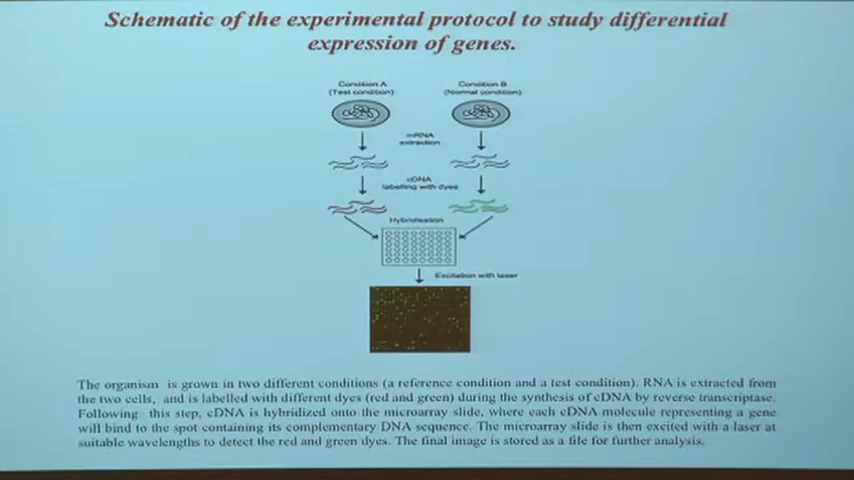 Schematic of the experimental protocol to study differential
expression of genes.
Condition A
(Test condition)
Condition B
(Normal condition)
mRNA
extraction
cDNA
labelling with dyes
Hybridisation
Excitation with laser
The organism is grown in two different conditions (a reference condition and a test condition). RNA is extracted from
the two cells, and is labelled with different dyes (red and green) during the synthesis of cDNA by reverse transcriptase.
Following this step, cDNA is hybridized onto the microarray slide, where each cDNA molecule representing a gene
will bind to the spot containing its complementary DNA sequence. The microarray slide is then excited with a laser at
suitable wavelengths to detect the red and green dyes. The final image is stored as a file for further analysis.